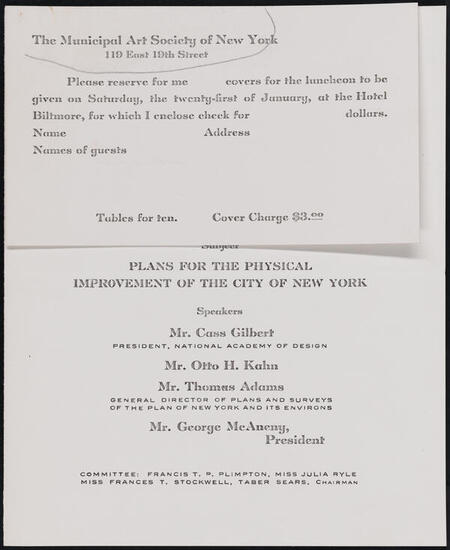 The Municipal Art Society of New York
119 East 19th Street
Please reserve for me covers for the luncheon to be
given on Saturday, the twenty-first of January, at the Hotel
Biltmore, for which I enclose check for dollars.
Name Address
Names of guests
Tables for ten. Cover Charge $3.00
Subject
PLANS FOR THE PHYSICAL
IMPROVEMENT OF THE CITY OF NEW YORK
Speakers
Mr. Cass Gilbert
PRESIDENT, NATIONAL ACADEMY OF DESIGN
Mr. Otto H. Kahn
Mr. Thomas Adams
GENERAL DIRECTOR OF PLANS AND SURVEYS
OF THE PLAN OF NEW YORK AND ITS ENVIRONS
Mr. George McAneny,
President
COMMITTEE: FRANCIS T. P. PLIMPTON, MISS JULIA RYLE
MISS FRANCES T. STOCKWELL, TABER SEARS, CHAIRMAN